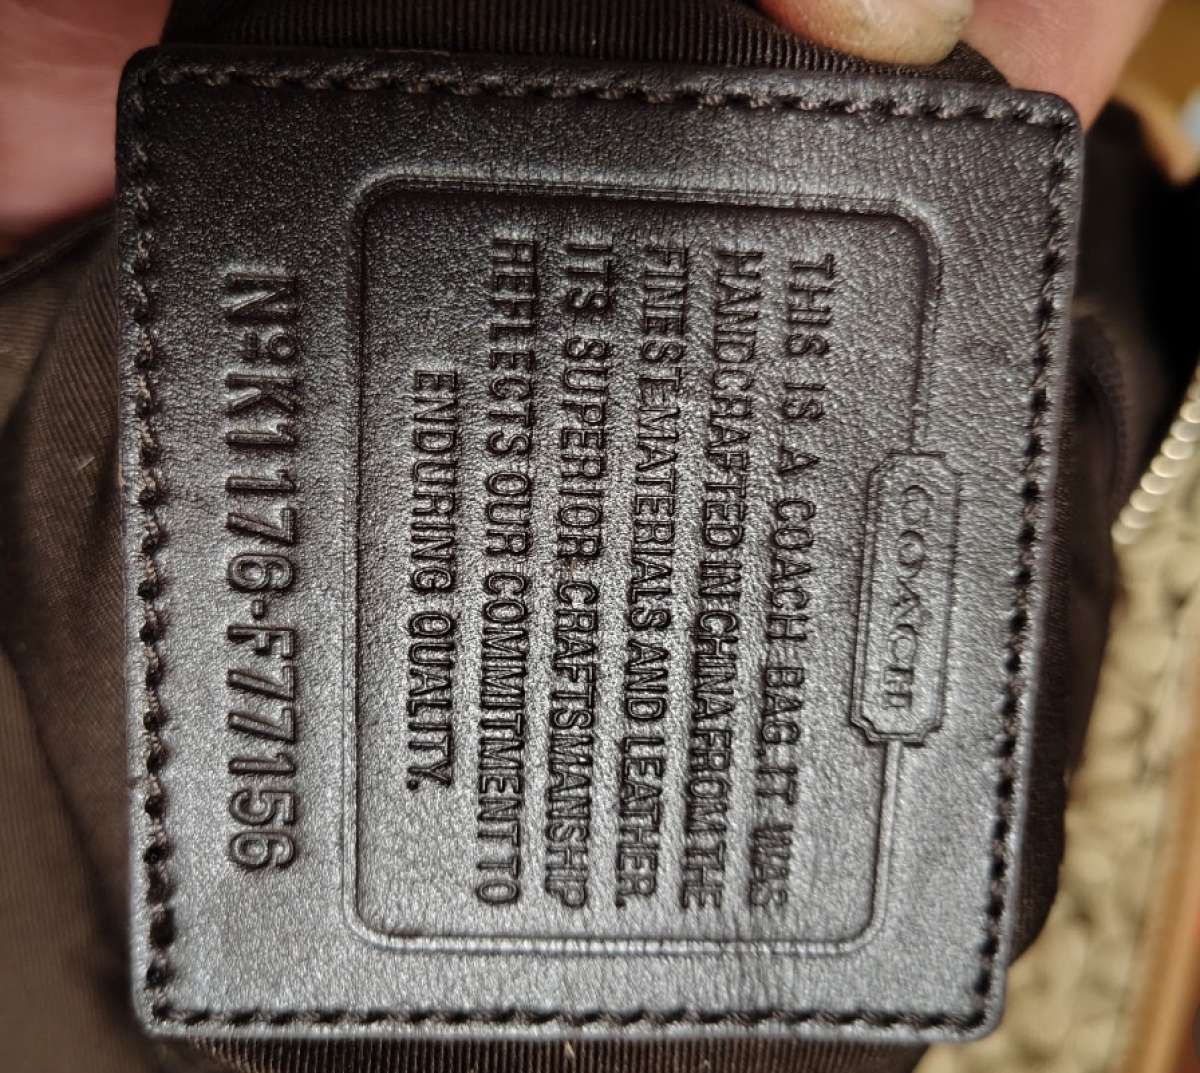 COACH
THIS IS A COACH BAG. IT WAS
HANDCRAFTED IN CHINA FROM THE
FINEST MATERIALS AND LEATHER.
ITS SUPERIOR CRAFTSMANSHIP
REFLECTS OUR COMMITMENT TO
ENDURING QUALITY.
Nº K1176-F77156